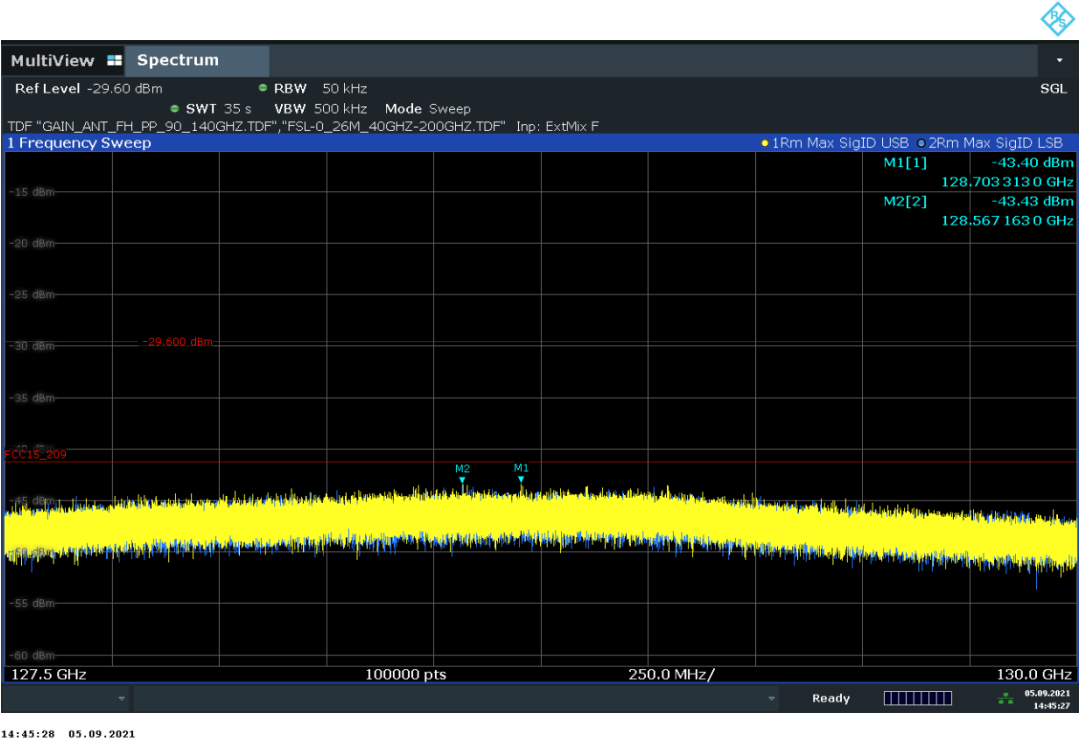 R&S
MultiView Spectrum
Ref Level -29.60 dBm RBW 50 kHz SGL
SWT 35 s VBW 500 kHz Mode Sweep
TDF "GAIN_ANT_FH_PP_90_140GHZ.TDF","FSL-0_26M_40GHZ-200GHZ.TDF" Inp: ExtMix F
1 Frequency Sweep 1Rm Max SigID USB 2Rm Max SigID LSB
M1[1] -43.40 dBm
128.703 313 0 GHz
M2[2] -43.43 dBm
128.567 163 0 GHz
-15 dBm
-20 dBm
-25 dBm
-29.600 dBm
-30 dBm
-35 dBm
-40 dBm
FCC15_209
M2 M1
-45 dBm
-50 dBm
-55 dBm
-60 dBm
127.5 GHz 100000 pts 250.0 MHz/ 130.0 GHz
Ready 05.09.2021
14:45:27
14:45:28 05.09.2021